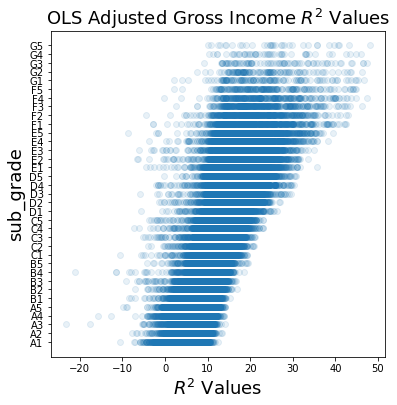 OLS Adjusted Gross Income R² Values
sub_grade
G5
G4
G3
G2
G1
F5
F4
F3
F2
F1
E5
E4
E3
E2
E1
D5
D4
D3
D2
D1
C5
C4
C3
C2
C1
B5
B4
B3
B2
B1
A5
A4
A3
A2
A1
−20 −10 0 10 20 30 40 50
R² Values